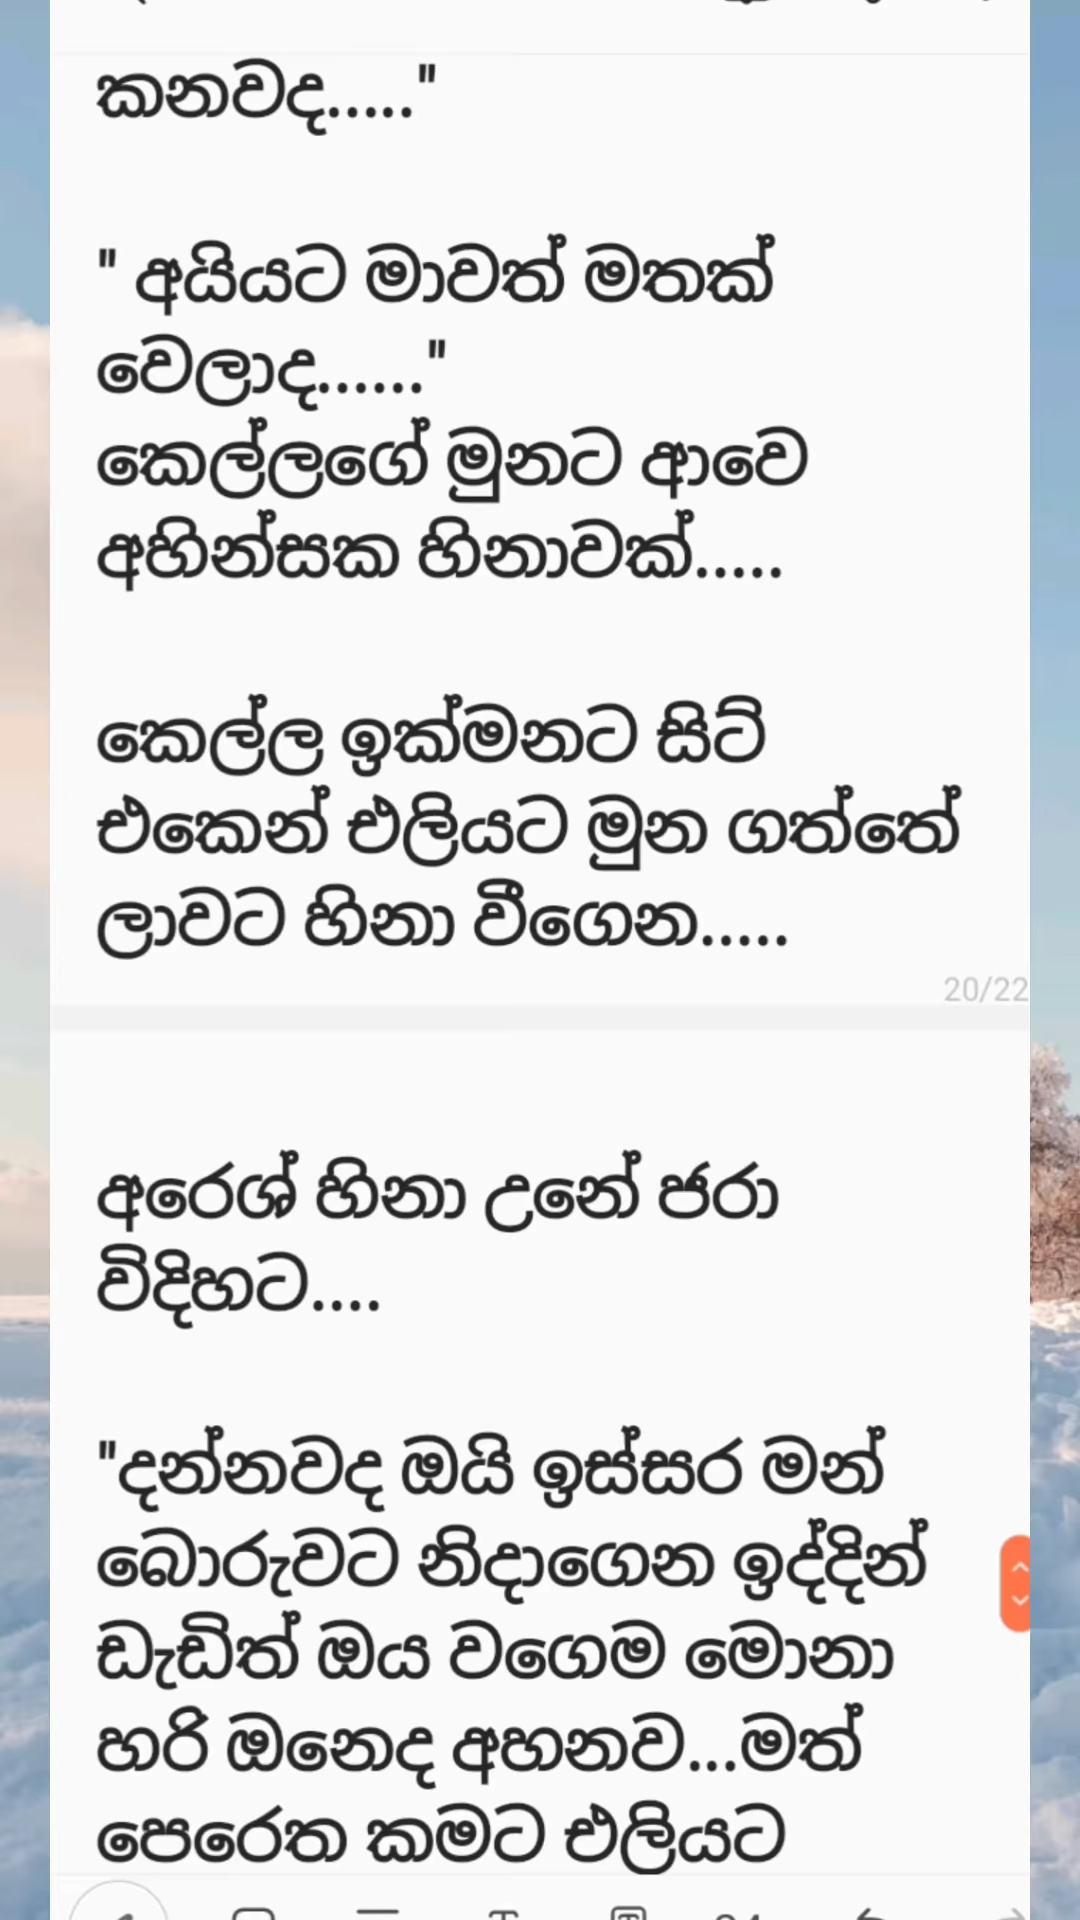 කනවද....."
" අයියට මාවත් මතක්
වෙලාද......"
කෙල්ලගේ මුනට ආවෙ
අහින්සක හිනාවක්.....
කෙල්ල ඉක්මනට සිට්
එකෙන් එලියට මුන ගත්තේ
ලාවට හිනා වීගෙන.....
20/22
අරෙශ් හිනා උනේ ජරා
විදිහට....
"දන්නවද ඔයි ඉස්සර මන්
බොරුවට නිදාගෙන ඉද්දින්
ඩැඩිත් ඔය වගෙම මොනා
හරි ඔනෙද අහනව...මත්
පෙරෙත කමට එලියට